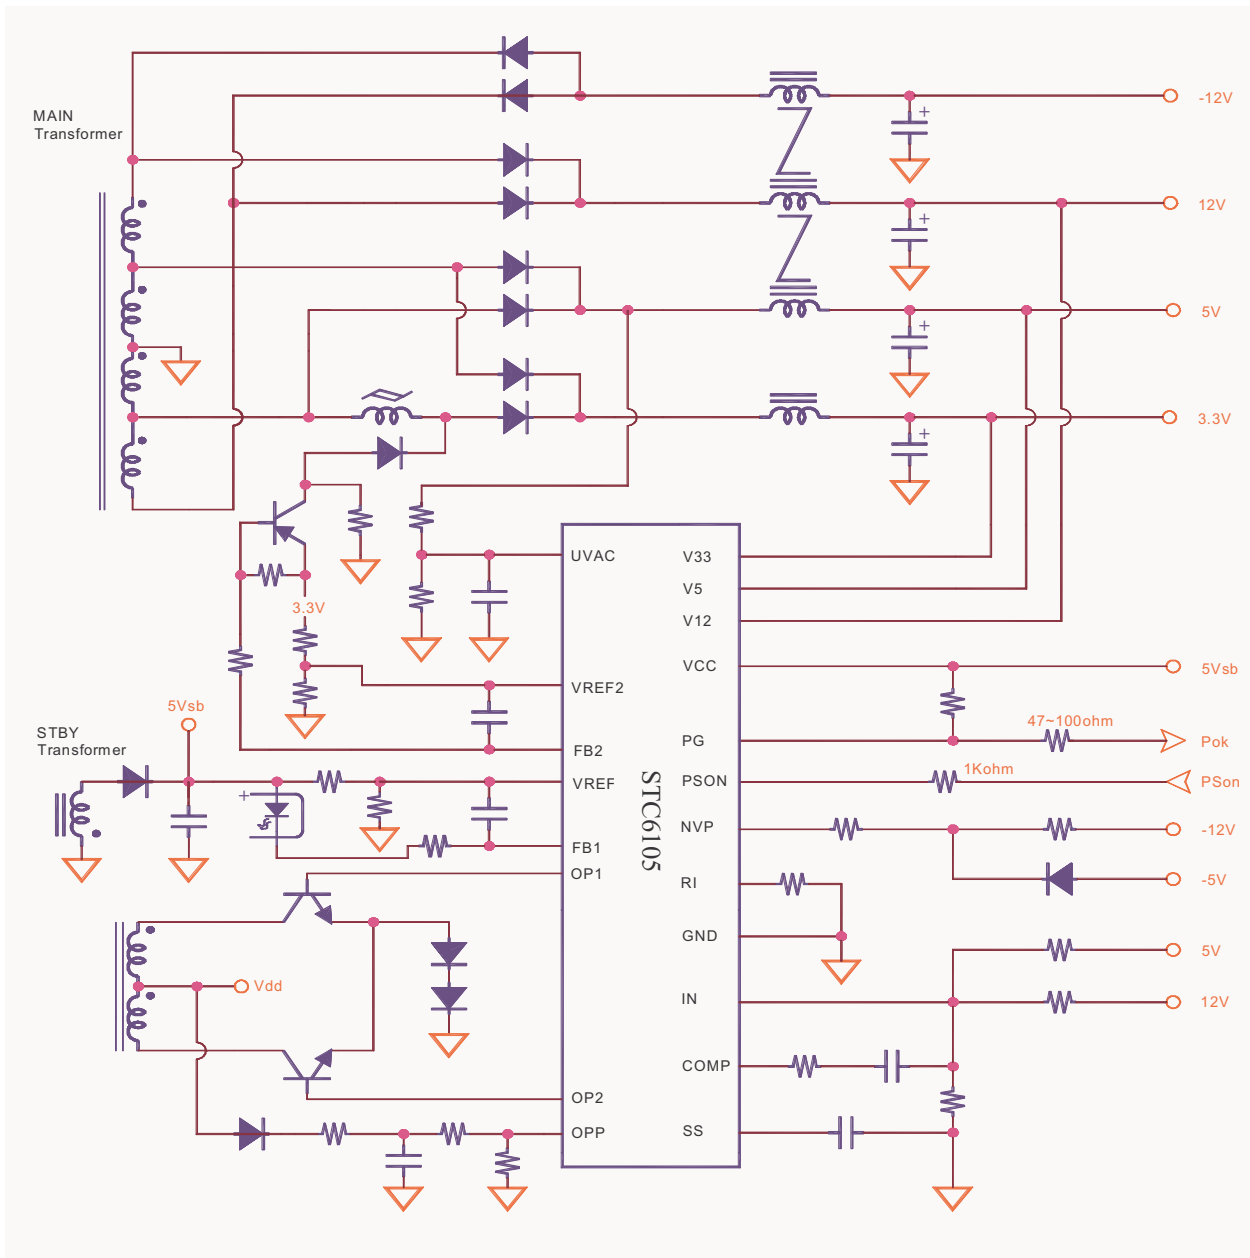 -12V
MAIN
Transformer
12V
5V
3.3V
UVAC
V33
V5
3.3V
V12
VCC
5Vsb
VREF2
5Vsb
47~100ohm
STBY
Transformer
PG
Pok
FB2
1Kohm
VREF
PSON
PSon
STC6105
NVP
-12V
FB1
OP1
RI
-5V
GND
5V
Vdd
IN
12V
COMP
OP2
OPP
SS
+
+
+
+
+